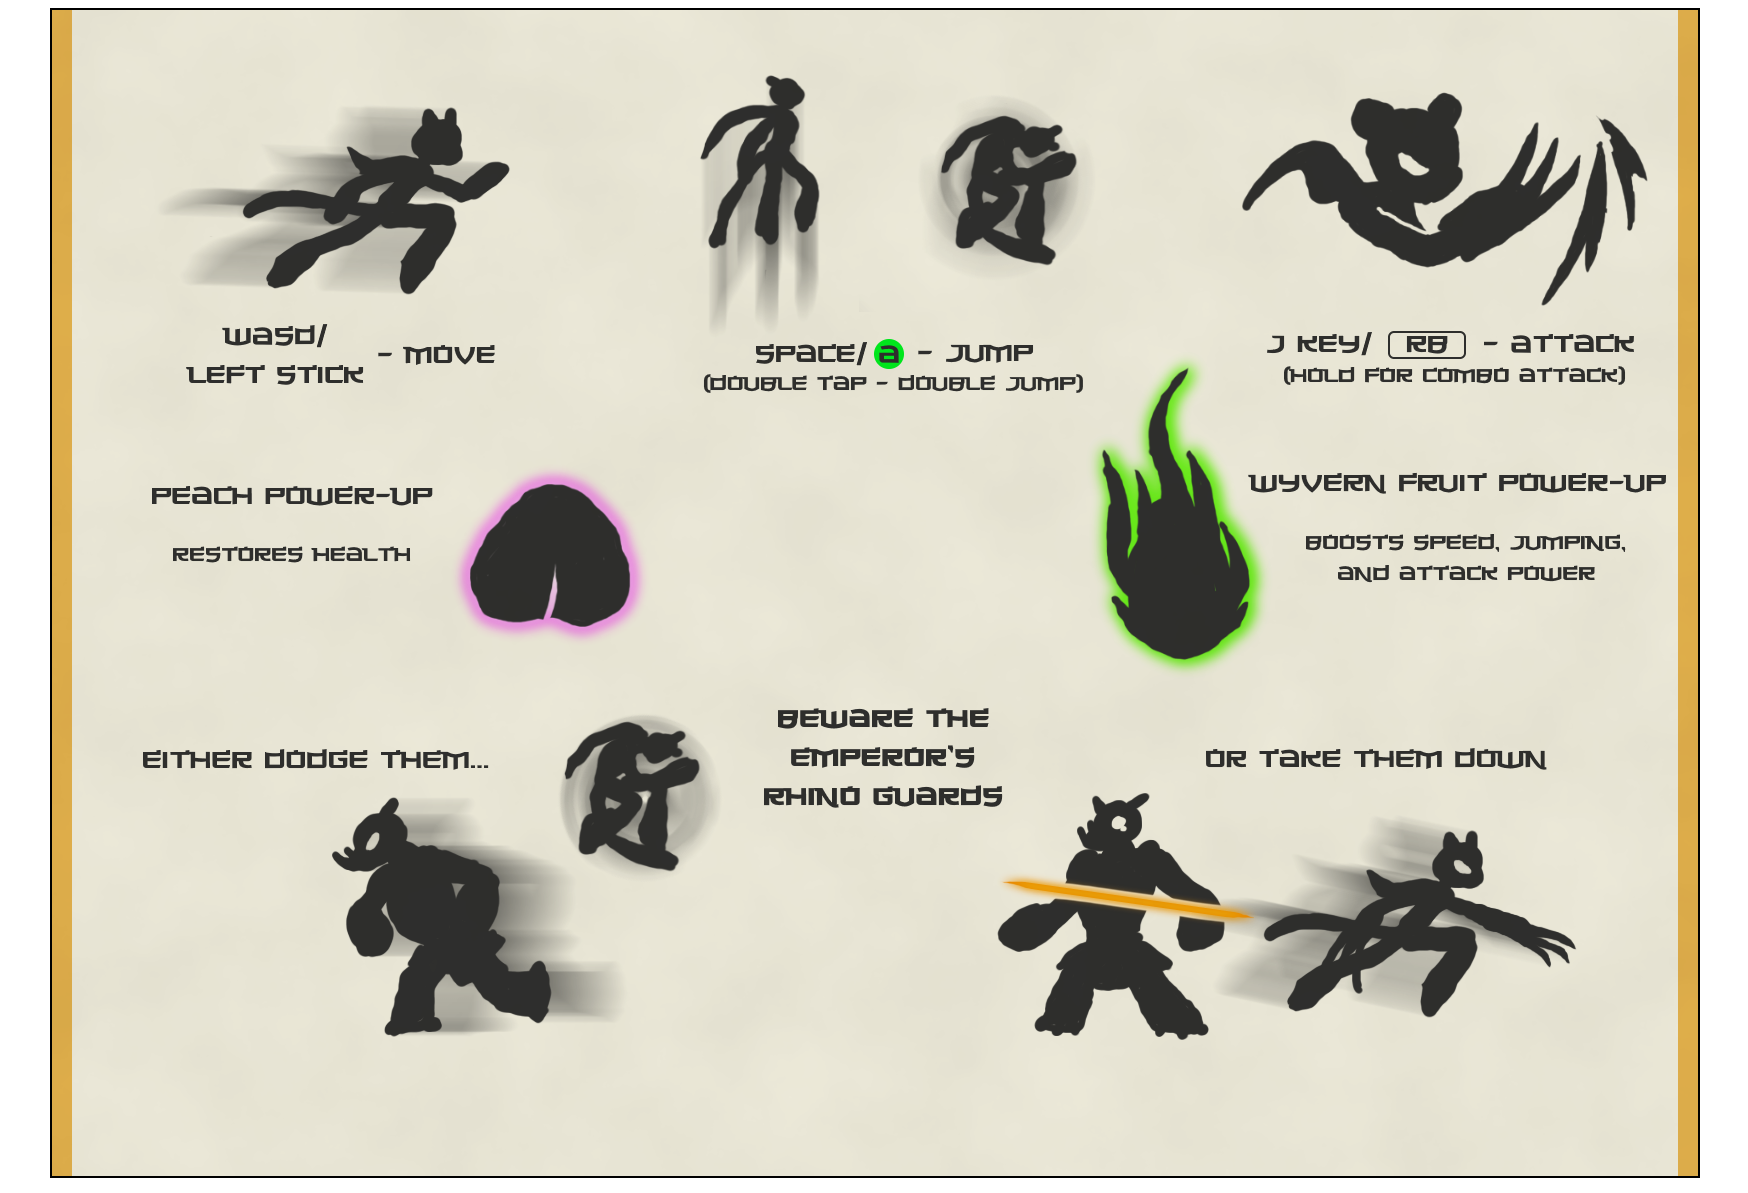 WASD/
LEFT STICK
- MOVE
SPACE/ A - JUMP
(DOUBLE TAP - DOUBLE JUMP)
J KEY/ RB - ATTACK
(HOLD FOR COMBO ATTACK)
PEACH POWER-UP
RESTORES HEALTH
WYVERN FRUIT POWER-UP
BOOSTS SPEED, JUMPING,
AND ATTACK POWER
BEWARE THE
EMPEROR'S
RHINO GUARDS
EITHER DODGE THEM...
OR TAKE THEM DOWN